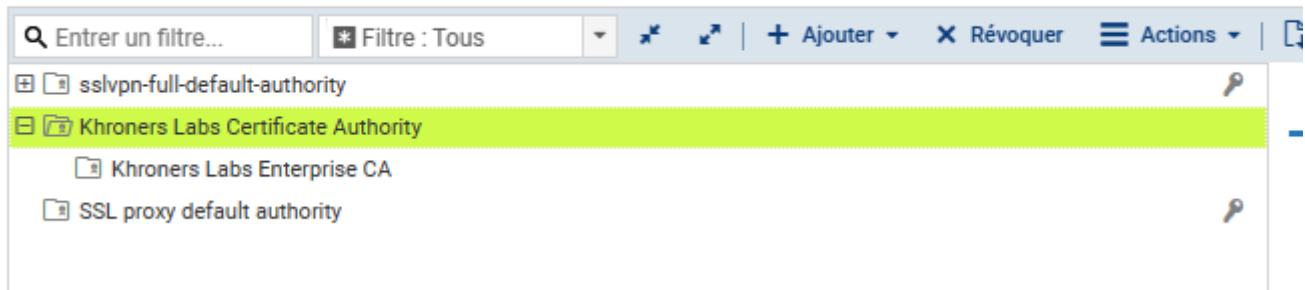 Entrer un filtre... Filtre : Tous Ajouter Révoquer Actions
sslvpn-full-default-authority
Khroners Labs Certificate Authority
Khroners Labs Enterprise CA
SSL proxy default authority